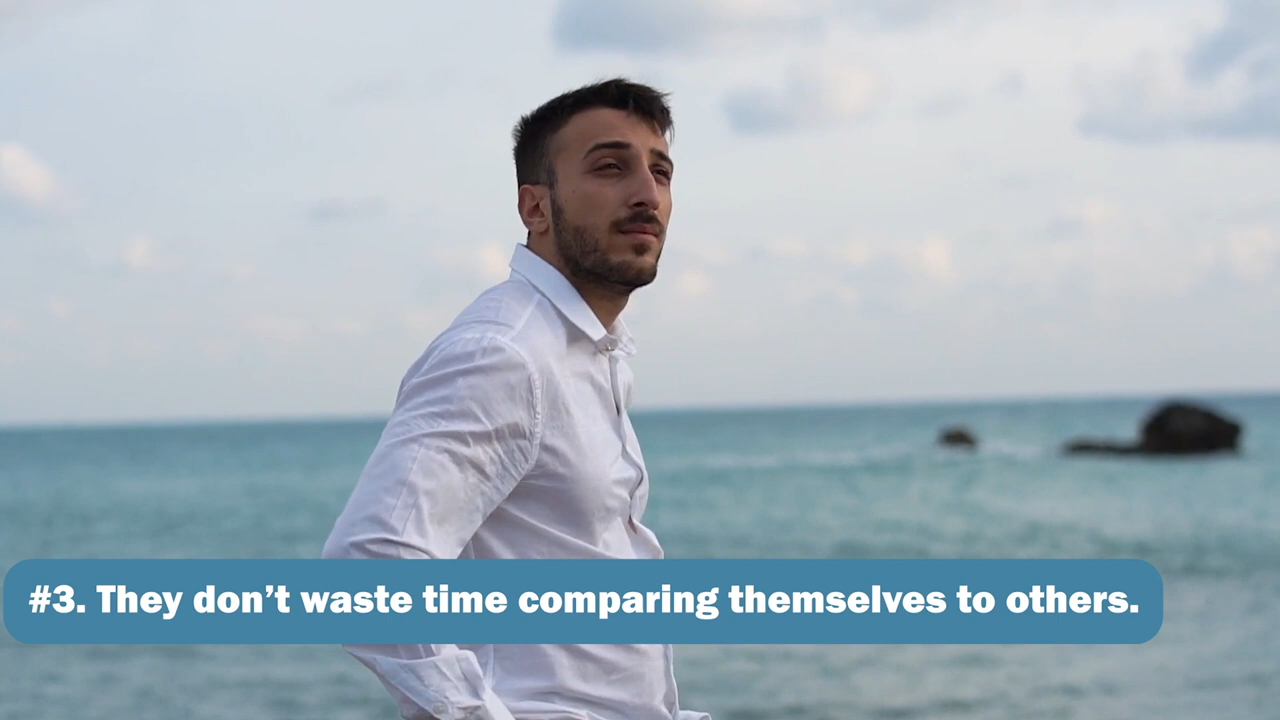 #3. They don’t waste time comparing themselves to others.